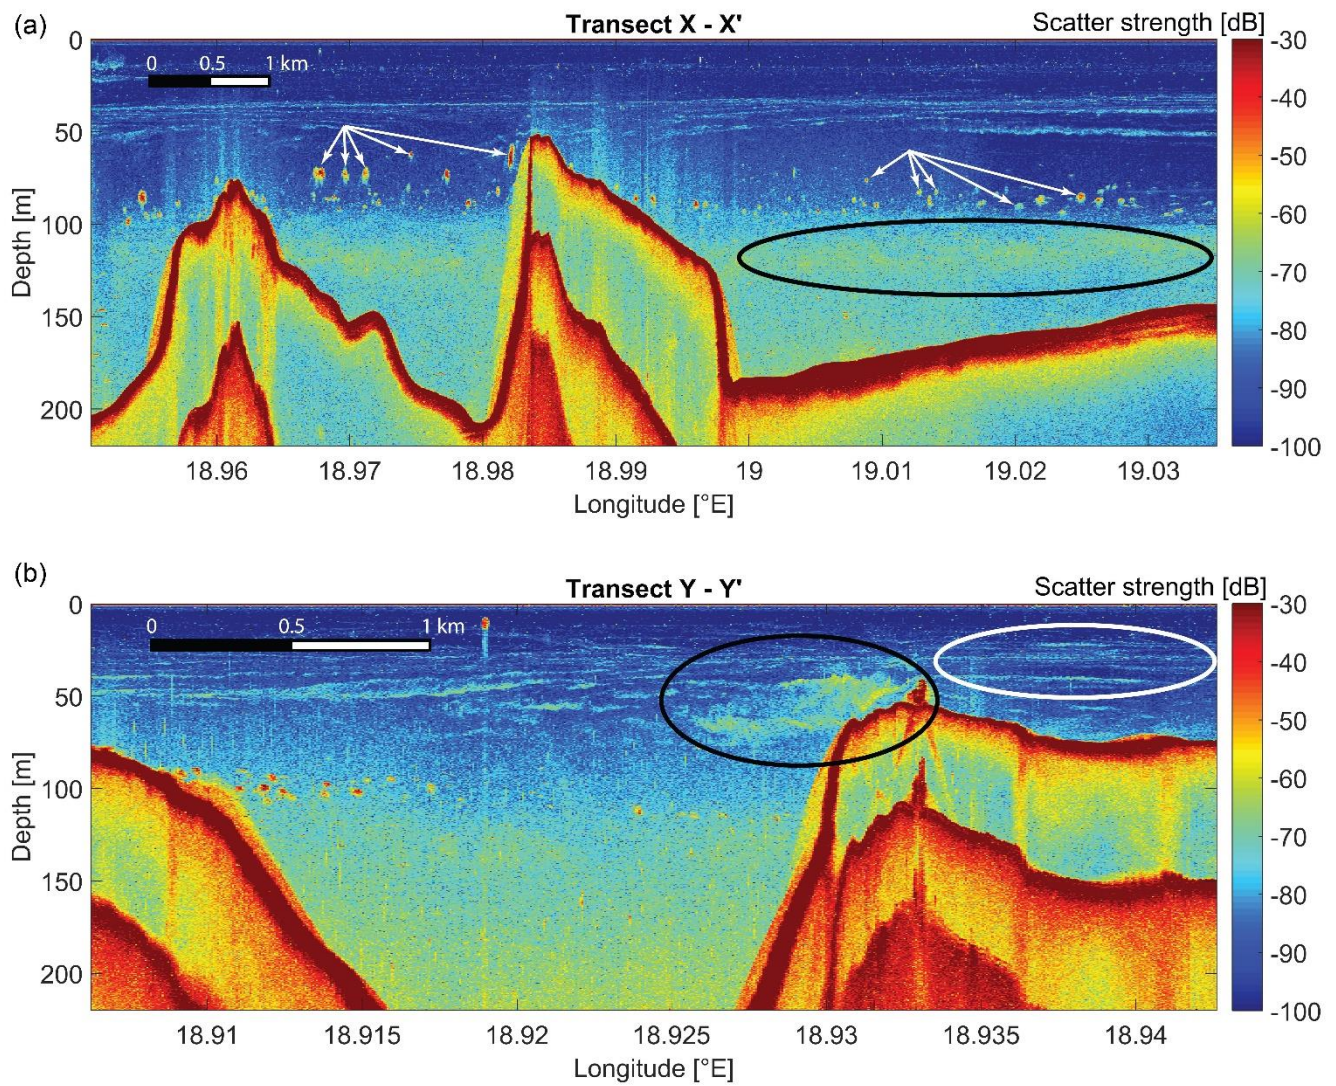 (a)
Transect X - X'
Scatter strength [dB]
0 0.5 1 km
0
50
100
150
200
Depth [m]
18.96 18.97 18.98 18.99 19 19.01 19.02 19.03
Longitude [°E]
-30
-40
-50
-60
-70
-80
-90
-100
(b)
Transect Y - Y'
Scatter strength [dB]
0 0.5 1 km
0
50
100
150
200
Depth [m]
18.91 18.915 18.92 18.925 18.93 18.935 18.94
Longitude [°E]
-30
-40
-50
-60
-70
-80
-90
-100